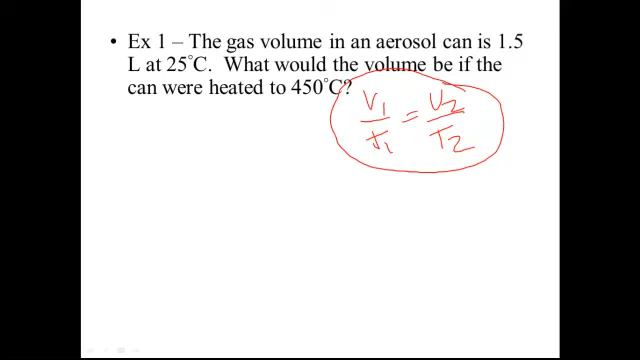 • Ex 1 – The gas volume in an aerosol can is 1.5
L at 25°C. What would the volume be if the
can were heated to 450°C?
V1/T1 = V2/T2